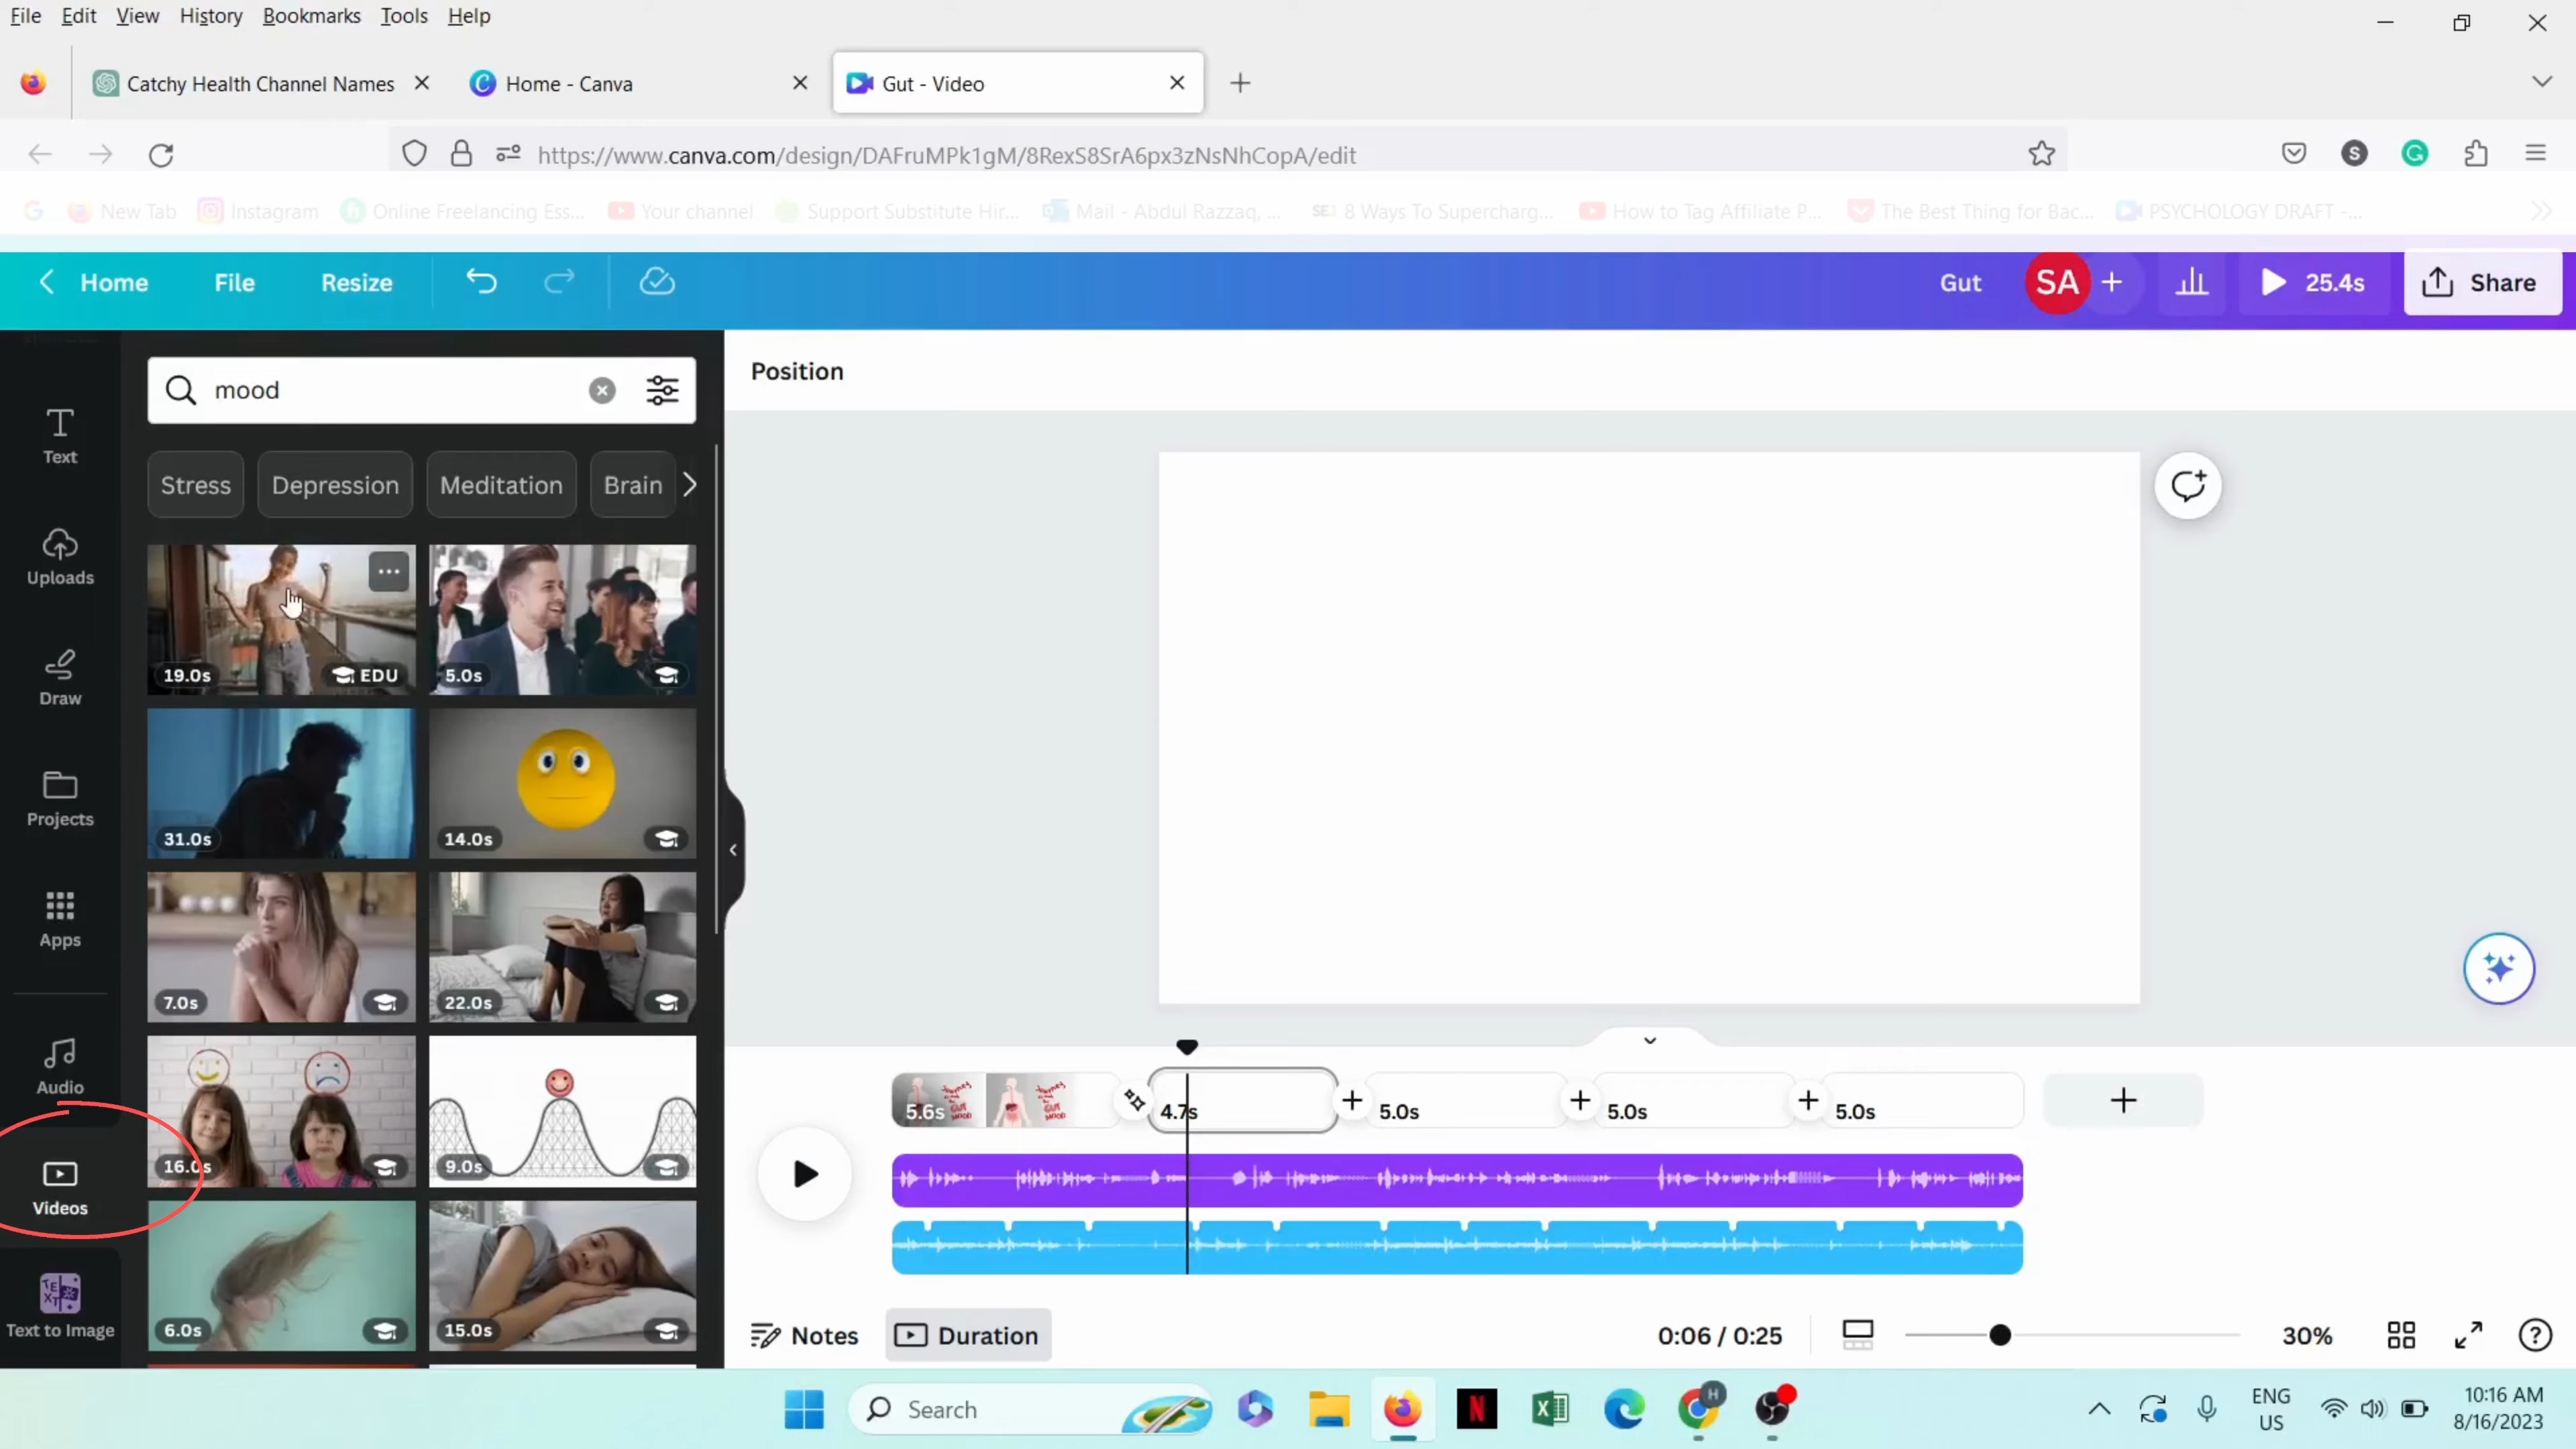 File Edit View History Bookmarks Tools Help
Catchy Health Channel Names
Home - Canva
Gut - Video
https://www.canva.com/design/DAFruMPk1gM/8RexS8SrA6px3zNsNhCopA/edit
S
G
New Tab
Instagram
Online Freelancing Ess...
Your channel
Support Substitute Hir...
Mail - Abdul Razzaq, ...
SEJ 8 Ways To Supercharg...
How to Tag Affiliate P...
The Best Thing for Bac...
PSYCHOLOGY DRAFT -...
Home File Resize
Gut
SA
25.4s
Share
mood
Position
Text
Stress Depression Meditation Brain
Uploads
19.0s EDU 5.0s
Draw
Projects
31.0s 14.0s
Apps
7.0s 22.0s
Audio
5.6s 4.7s 5.0s 5.0s 5.0s
16.0s 9.0s
Videos
6.0s 15.0s
Text to Image
Notes Duration 0:06 / 0:25 30%
Search
H
N
ENG
US
10:16 AM
8/16/2023